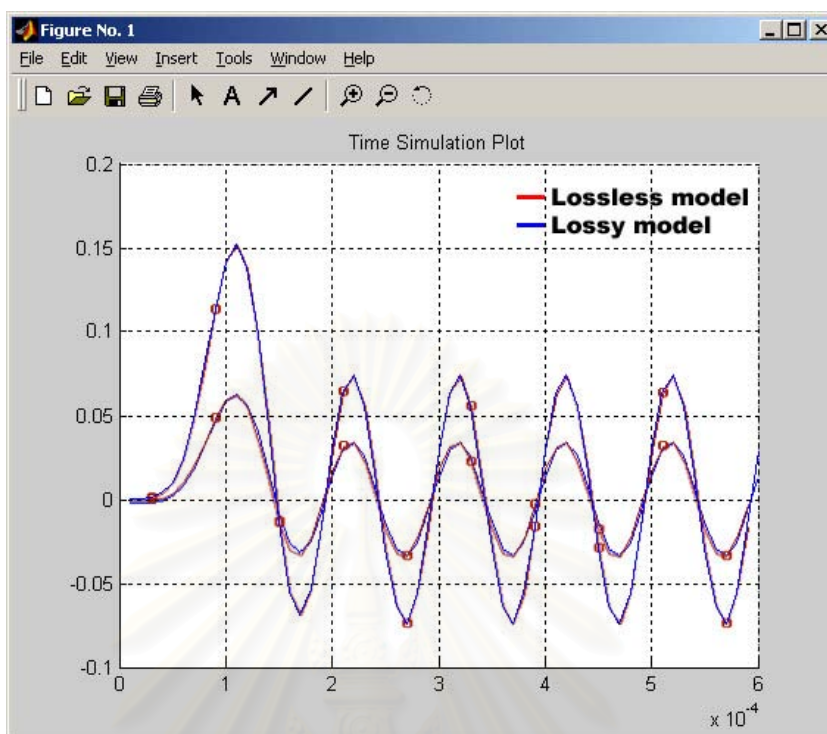 Figure No. 1
File Edit View Insert Tools Window Help
A
Time Simulation Plot
Lossless model
Lossy model
0.2
0.15
0.1
0.05
0
-0.05
-0.1
0 1 2 3 4 5 6
x 10^-4